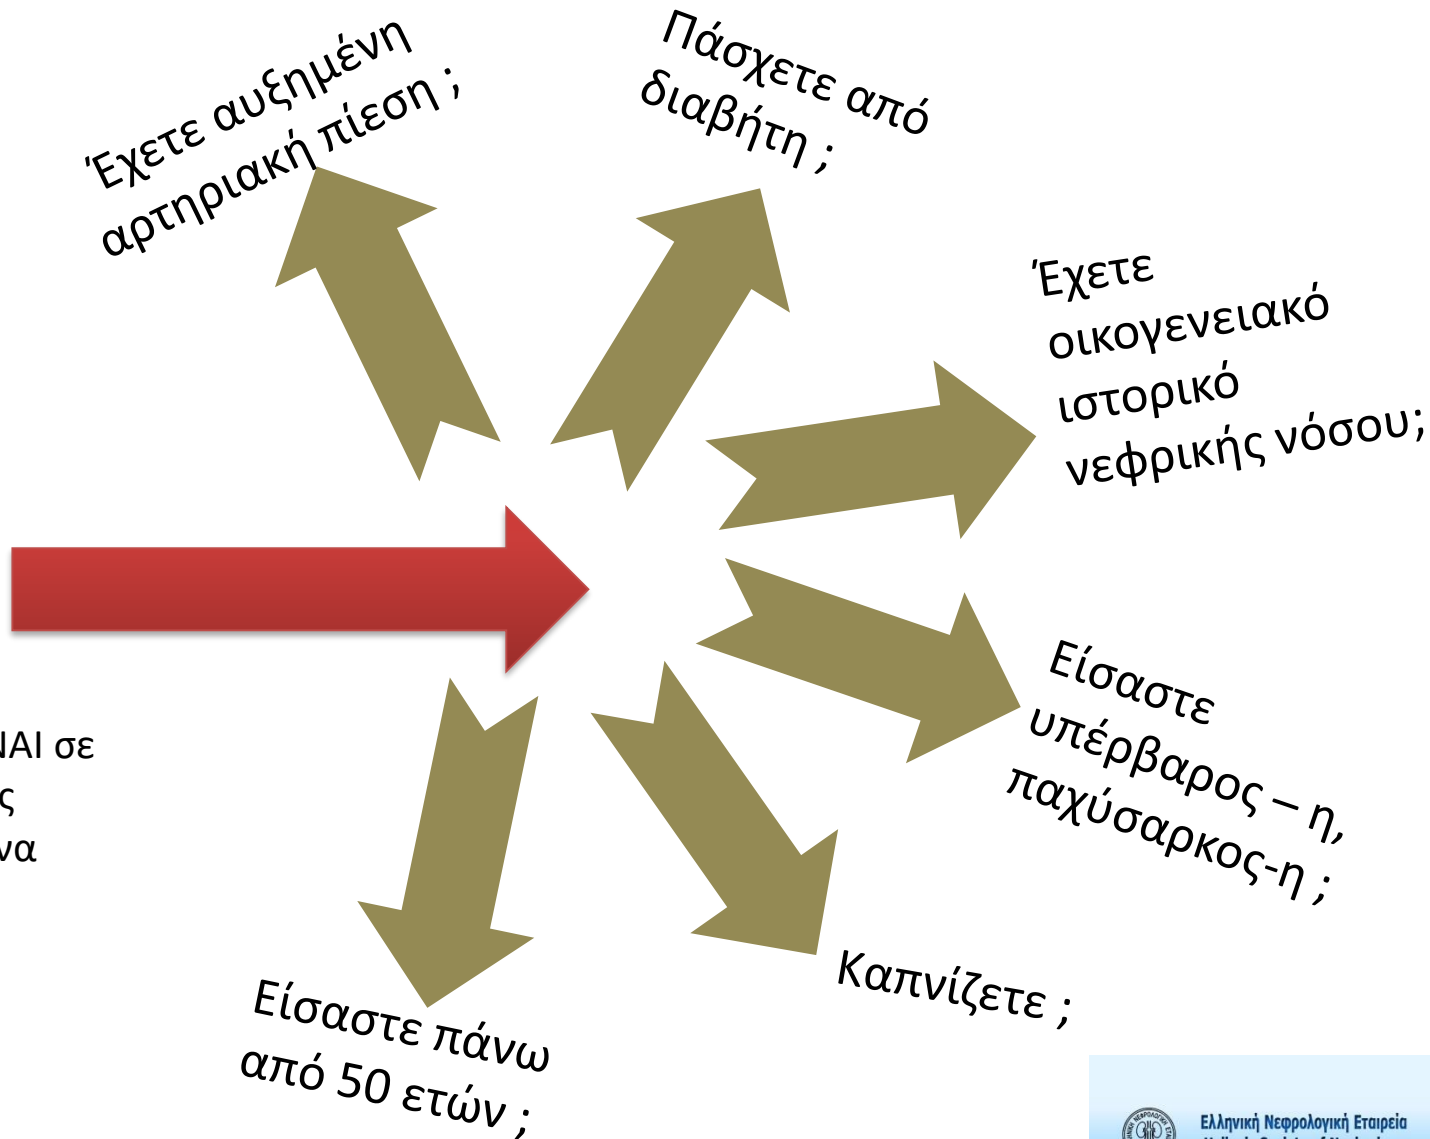 Έχετε αυξημένη
αρτηριακή πίεση ;
Πάσχετε από
διαβήτη ;
Έχετε
οικογενειακό
ιστορικό
νεφρικής νόσου;
Είσαστε
υπέρβαρος – η,
παχύσαρκος-η ;
Καπνίζετε ;
Είσαστε πάνω
από 50 ετών ;
ΝΑΙ σε
να
Ελληνική Νεφρολογική Εταιρεία